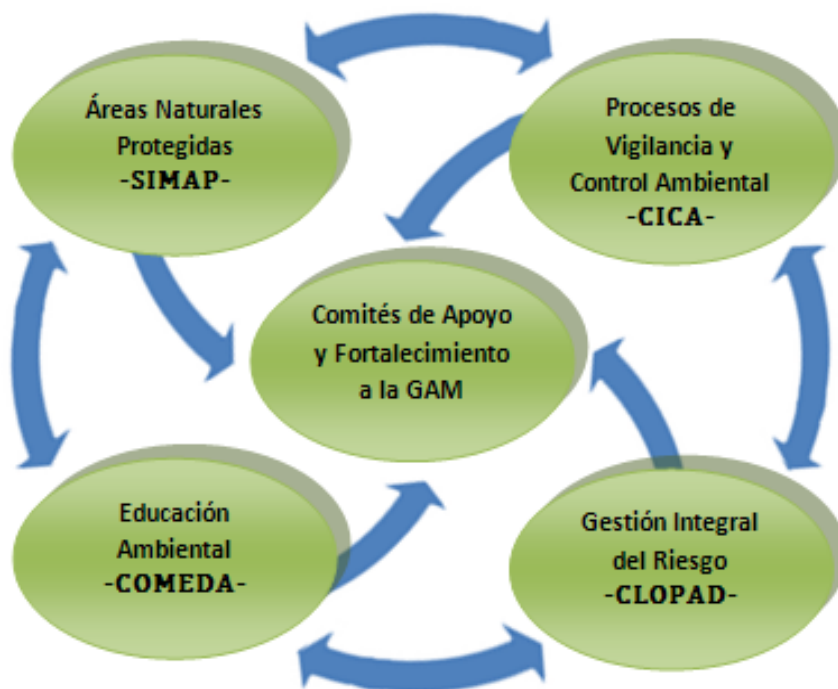 Áreas Naturales
Protegidas
-SIMAP-
Procesos de
Vigilancia y
Control Ambiental
-CICA-
Comités de Apoyo
y Fortalecimiento
a la GAM
Educación
Ambiental
-COMEDA-
Gestión Integral
del Riesgo
-CLOPAD-